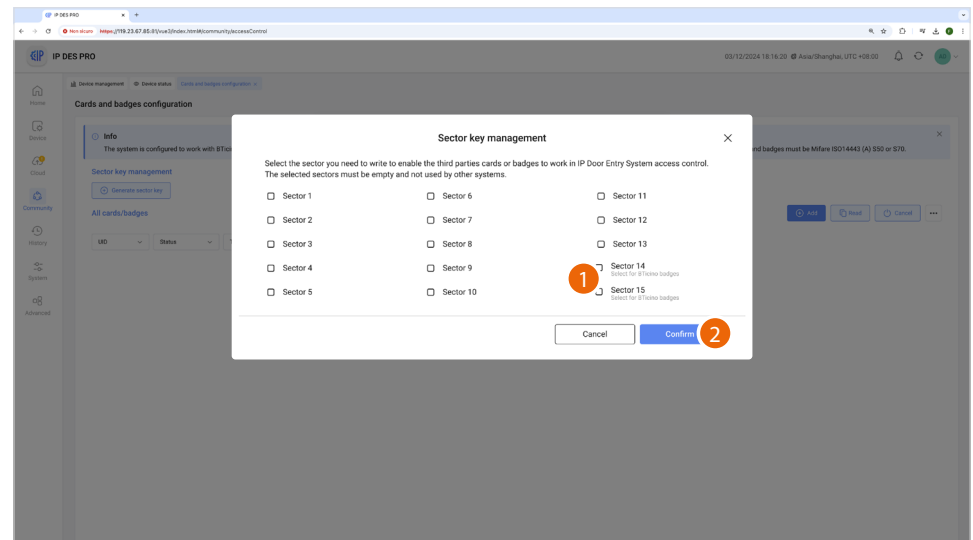 IP DES PRO
Non sicuro https://119.23.67.85:81/vue3/index.html#/community/accessControl
IP DES PRO
03/12/2024 18:16:20 @ Asia/Shanghai, UTC +08:00
Device management Device status Cards and badges configuration
Home
Cards and badges configuration
Device
Cloud
Community
History
System
Advanced
Info
The system is configured to work with BTici
nd badges must be Mifare ISO14443 (A) S50 or S70.
Sector key management
Generate sector key
All cards/badges
Add Read Cancel
UID Status
Sector key management
Select the sector you need to write to enable the third parties cards or badges to work in IP Door Entry System access control.
The selected sectors must be empty and not used by other systems.
Sector 1 Sector 6 Sector 11
Sector 2 Sector 7 Sector 12
Sector 3 Sector 8 Sector 13
Sector 4 Sector 9 Sector 14
Select for BTicino badges
Sector 5 Sector 10 Sector 15
Select for BTicino badges
1
Cancel Confirm 2